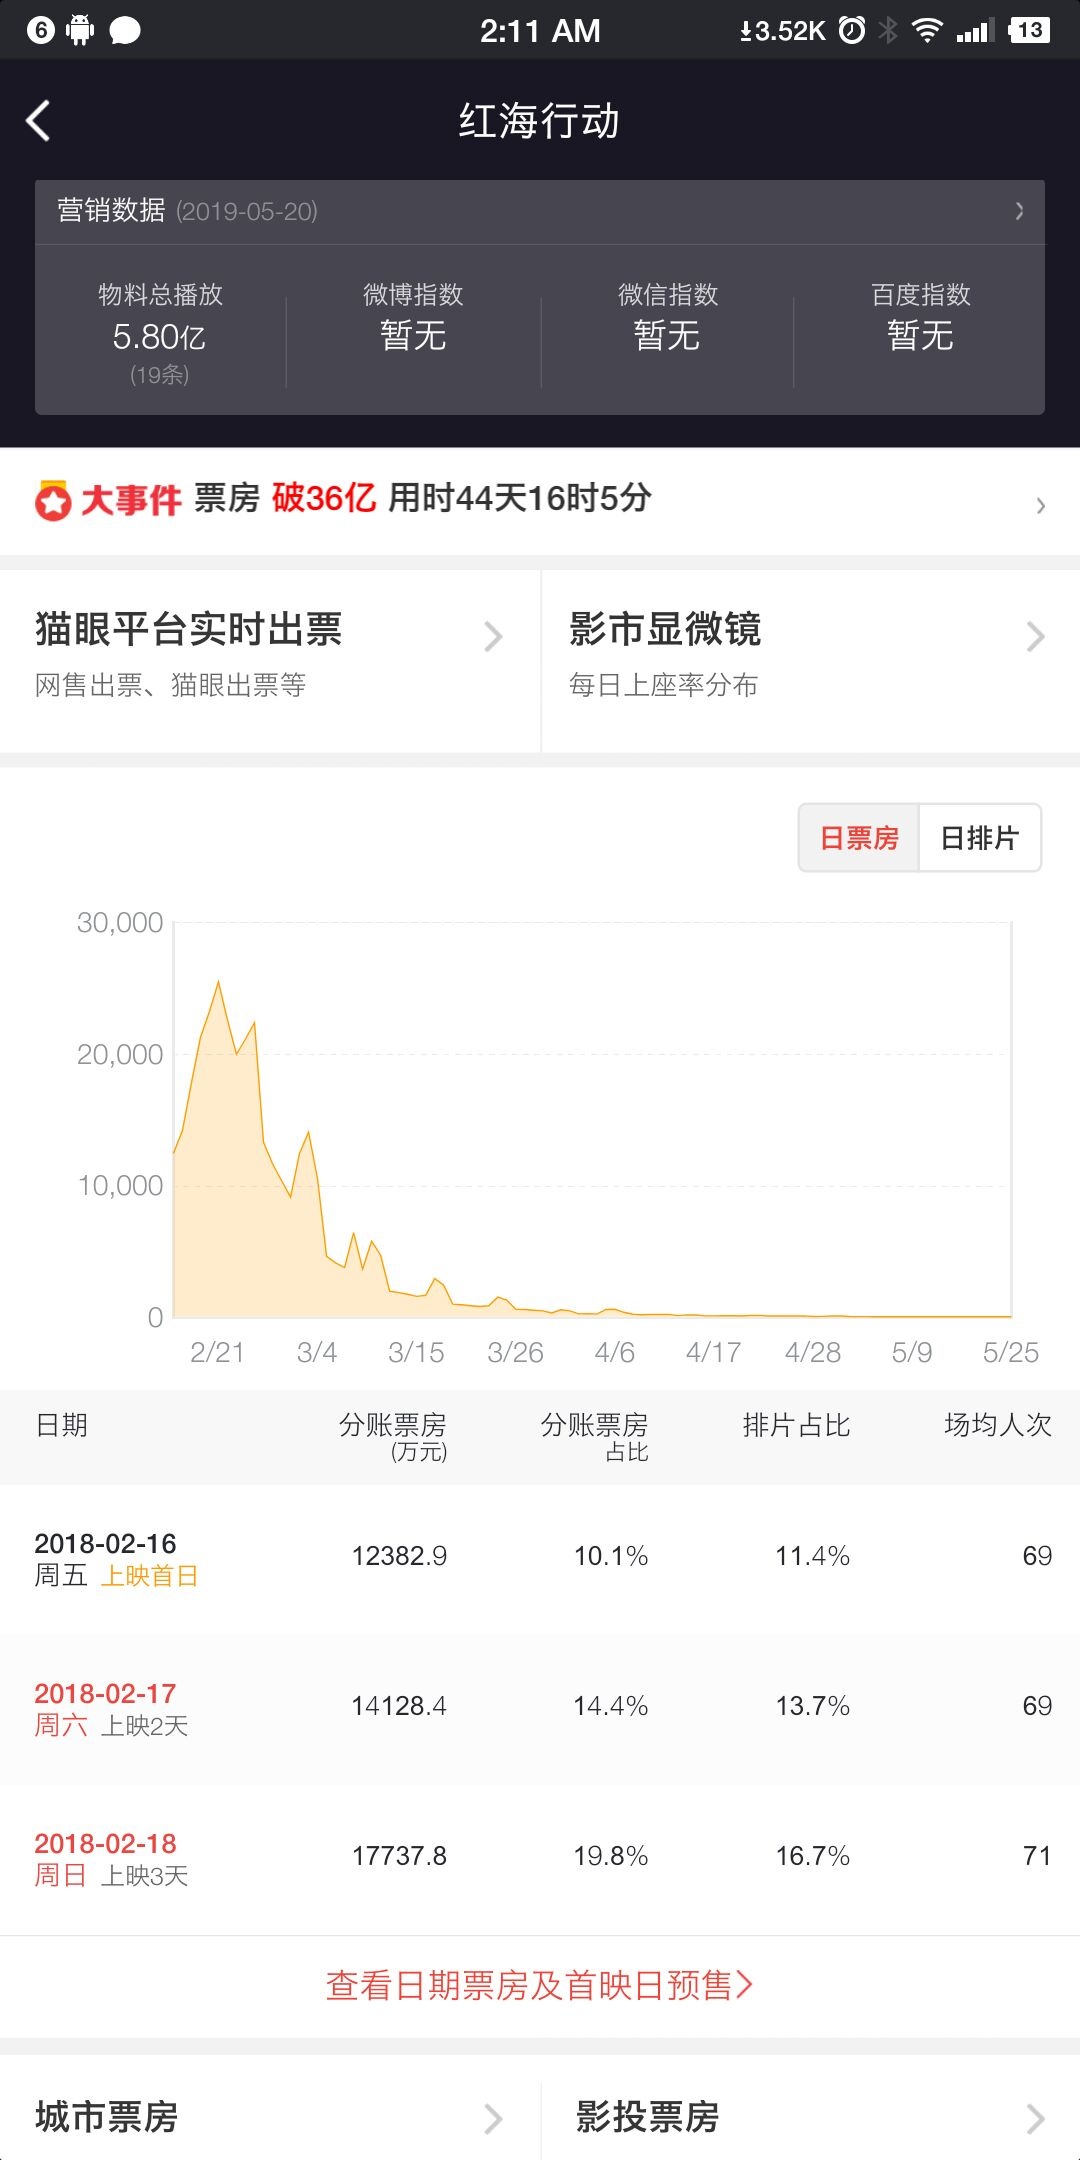 6
2:11 AM
3.52K
13
红海行动
营销数据 (2019-05-20)
物料总播放
微博指数
微信指数
百度指数
5.80亿
暂无
暂无
暂无
(19条)
大事件 票房 破36亿 用时44天16时5分
猫眼平台实时出票
网售出票、猫眼出票等
影市显微镜
每日上座率分布
日票房
日排片
30,000
20,000
10,000
0
2/21
3/4
3/15
3/26
4/6
4/17
4/28
5/9
5/25
日期
分账票房
(万元)
分账票房
占比
排片占比
场均人次
2018-02-16
周五 上映首日
12382.9
10.1%
11.4%
69
2018-02-17
周六 上映2天
14128.4
14.4%
13.7%
69
2018-02-18
周日 上映3天
17737.8
19.8%
16.7%
71
查看日期票房及首映日预售
城市票房
影投票房